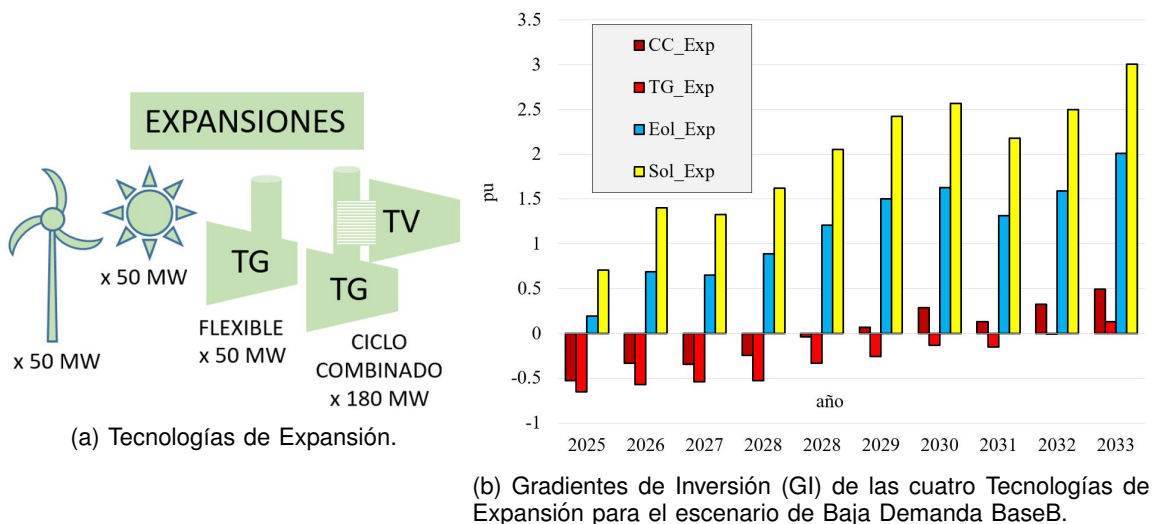 EXPANSIONES
TV
TG
TG
x 50 MW
x 50 MW
FLEXIBLE
x 50 MW
CICLO
COMBINADO
x 180 MW
(a) Tecnologías de Expansión.
3.5
3
2.5
2
1.5
1
0.5
0
-0.5
-1
pu
CC_Exp
TG_Exp
Eol_Exp
Sol_Exp
año
2025 2026 2027 2028 2028 2029 2030 2031 2032 2033
(b) Gradientes de Inversión (GI) de las cuatro Tecnologías de
Expansión para el escenario de Baja Demanda BaseB.